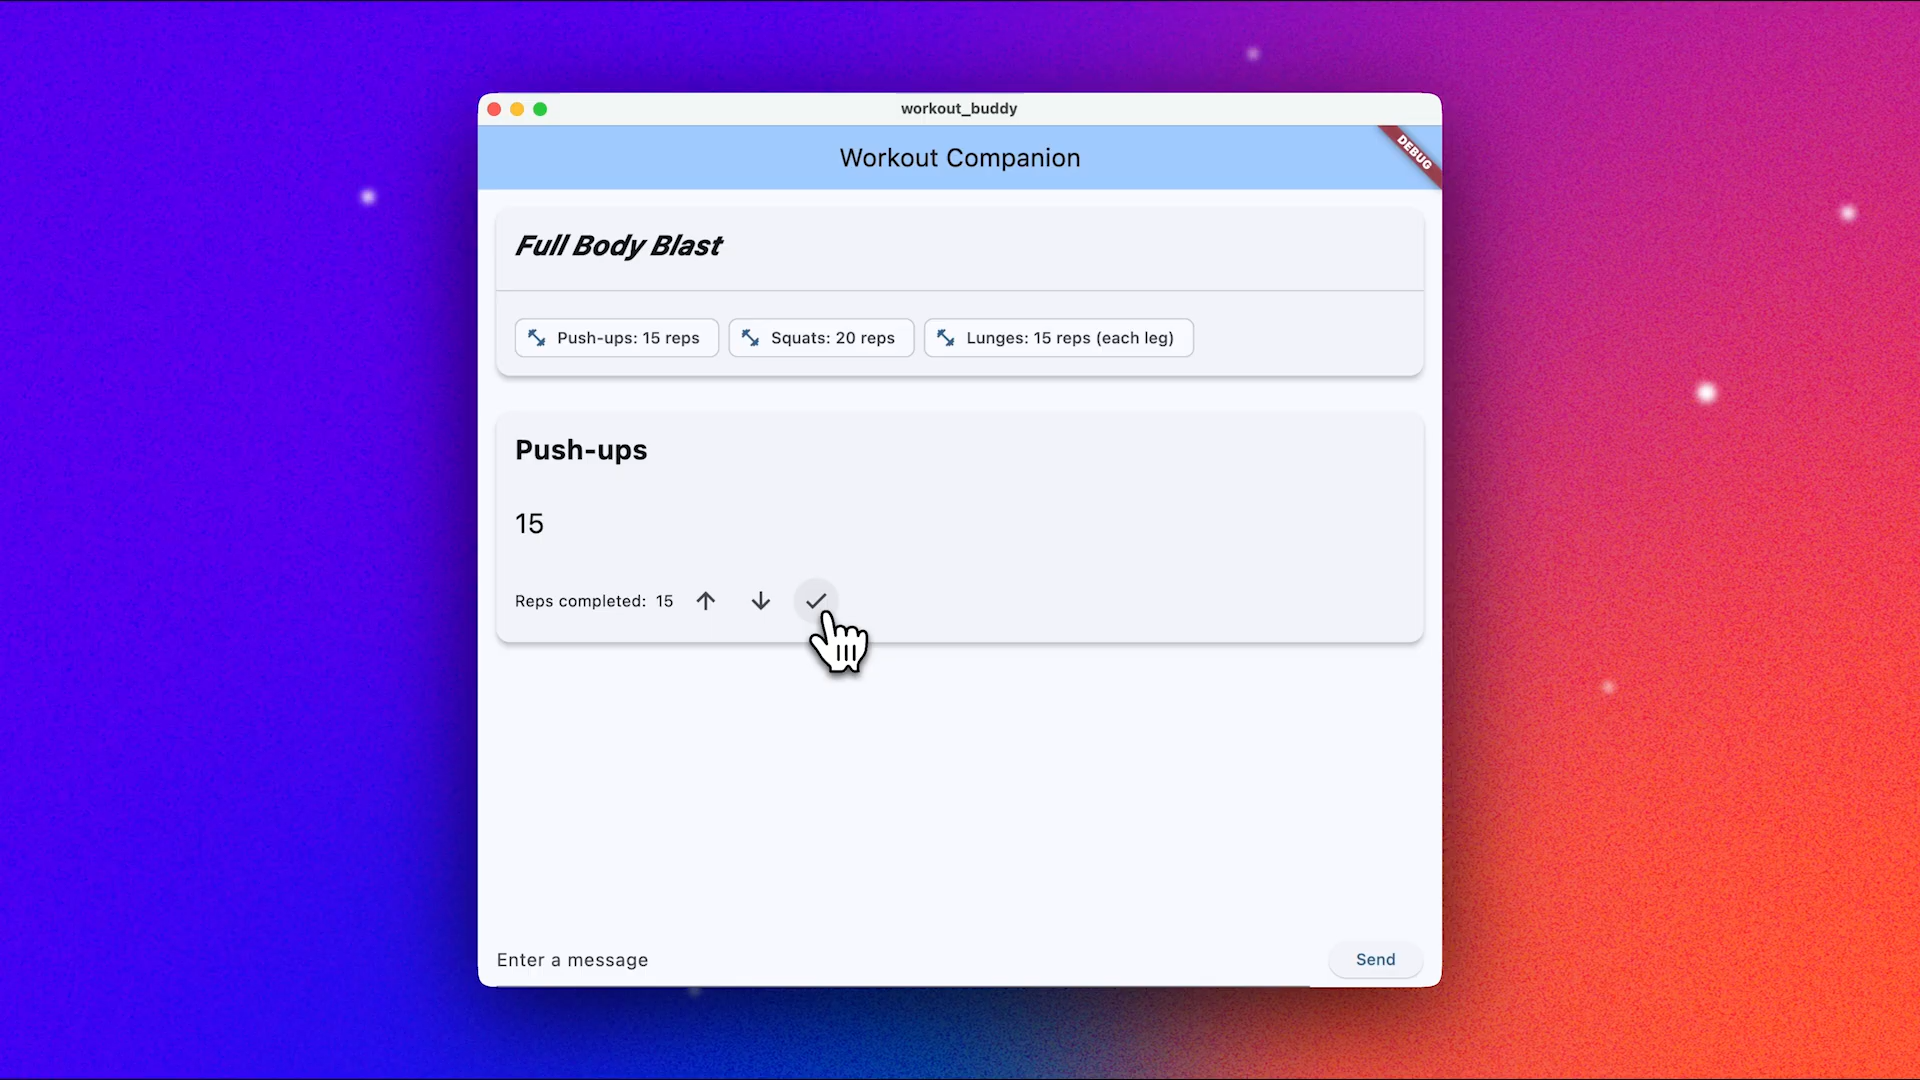 workout_buddy
Workout Companion
DEBUG
Full Body Blast
Push-ups: 15 reps
Squats: 20 reps
Lunges: 15 reps (each leg)
Push-ups
15
Reps completed: 15
Enter a message
Send